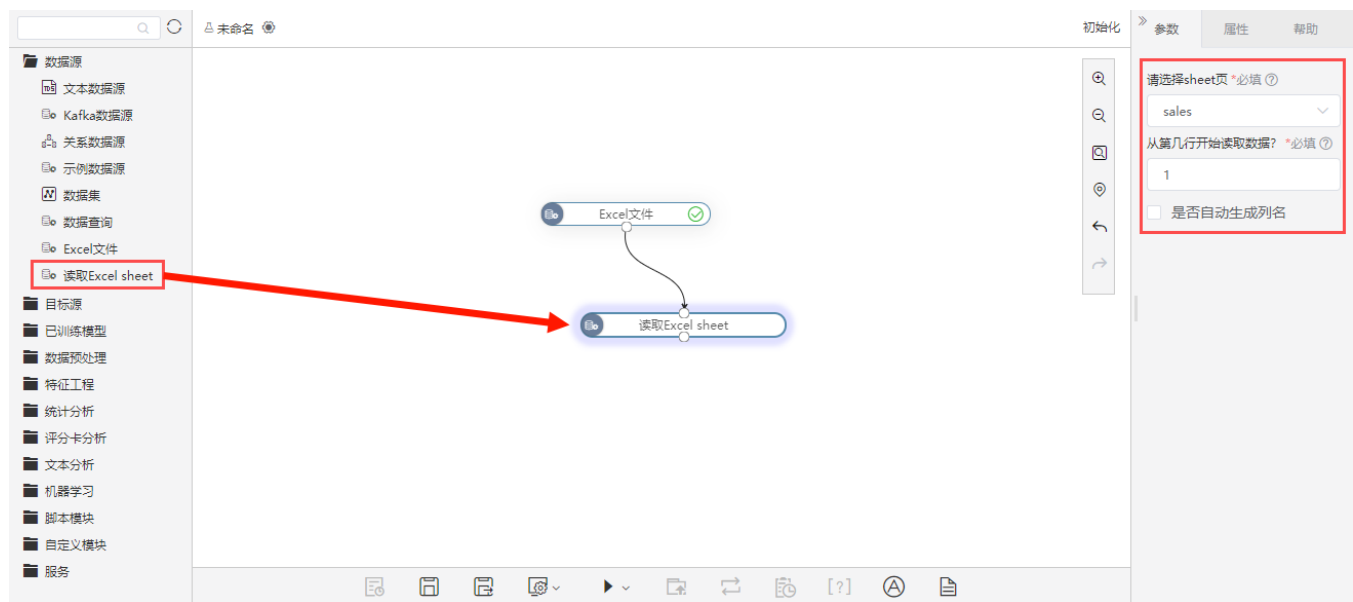 未命名
初始化
数据源
文本数据源
Kafka数据源
关系数据源
示例数据源
数据集
数据查询
Excel文件
读取Excel sheet
目标源
已训练模型
数据预处理
特征工程
统计分析
评分卡分析
文本分析
机器学习
脚本模块
自定义模块
服务
Excel文件
读取Excel sheet
[?]
A
参数 属性 帮助
请选择sheet页 *必填 ?
sales
从第几行开始读取数据? *必填 ?
1
是否自动生成列名